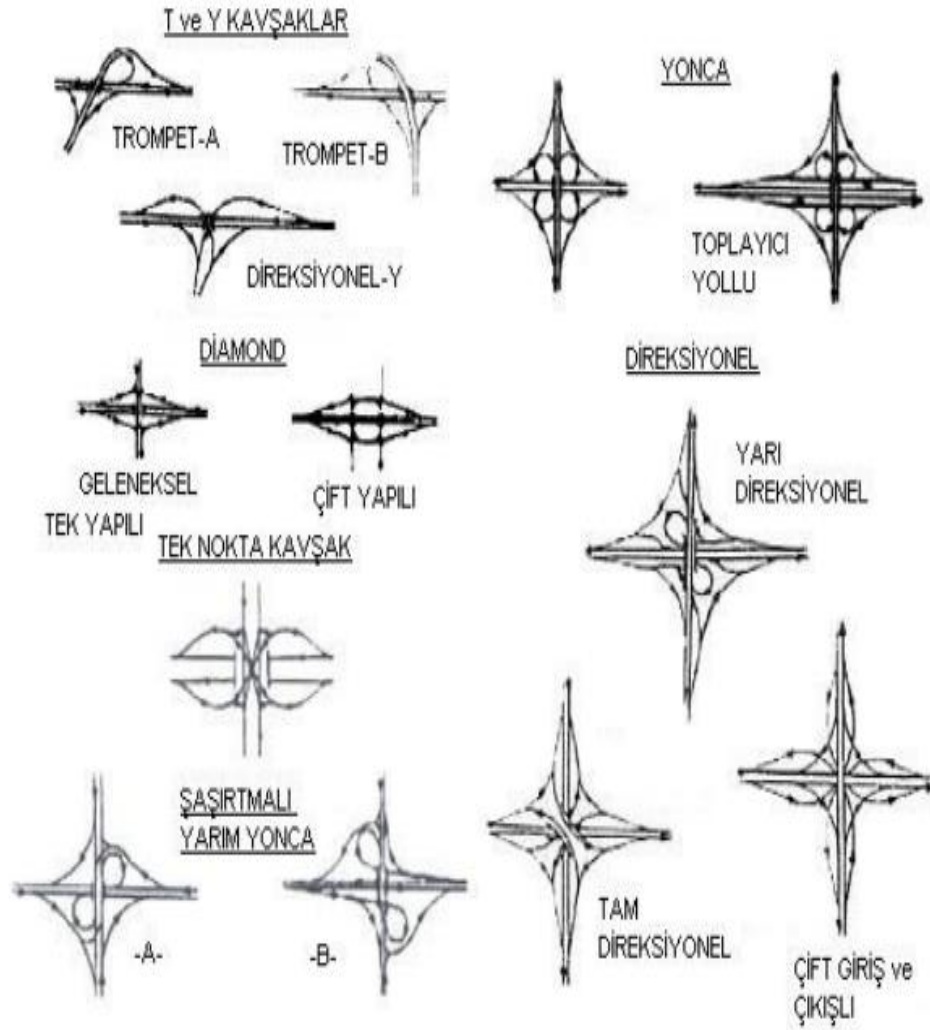 T ve Y KAVŞAKLAR
TROMPET-A
TROMPET-B
DİREKSİYONEL-Y
DİAMOND
GELENEKSEL
TEK YAPILI
ÇİFT YAPILI
TEK NOKTA KAVŞAK
ŞAŞIRTMALI
YARIM YONCA
-A-
-B-
YONCA
TOPLAYICI
YOLLU
DİREKSİYONEL
YARI
DİREKSİYONEL
TAM
DİREKSİYONEL
ÇİFT GİRİŞ ve
ÇIKIŞLI